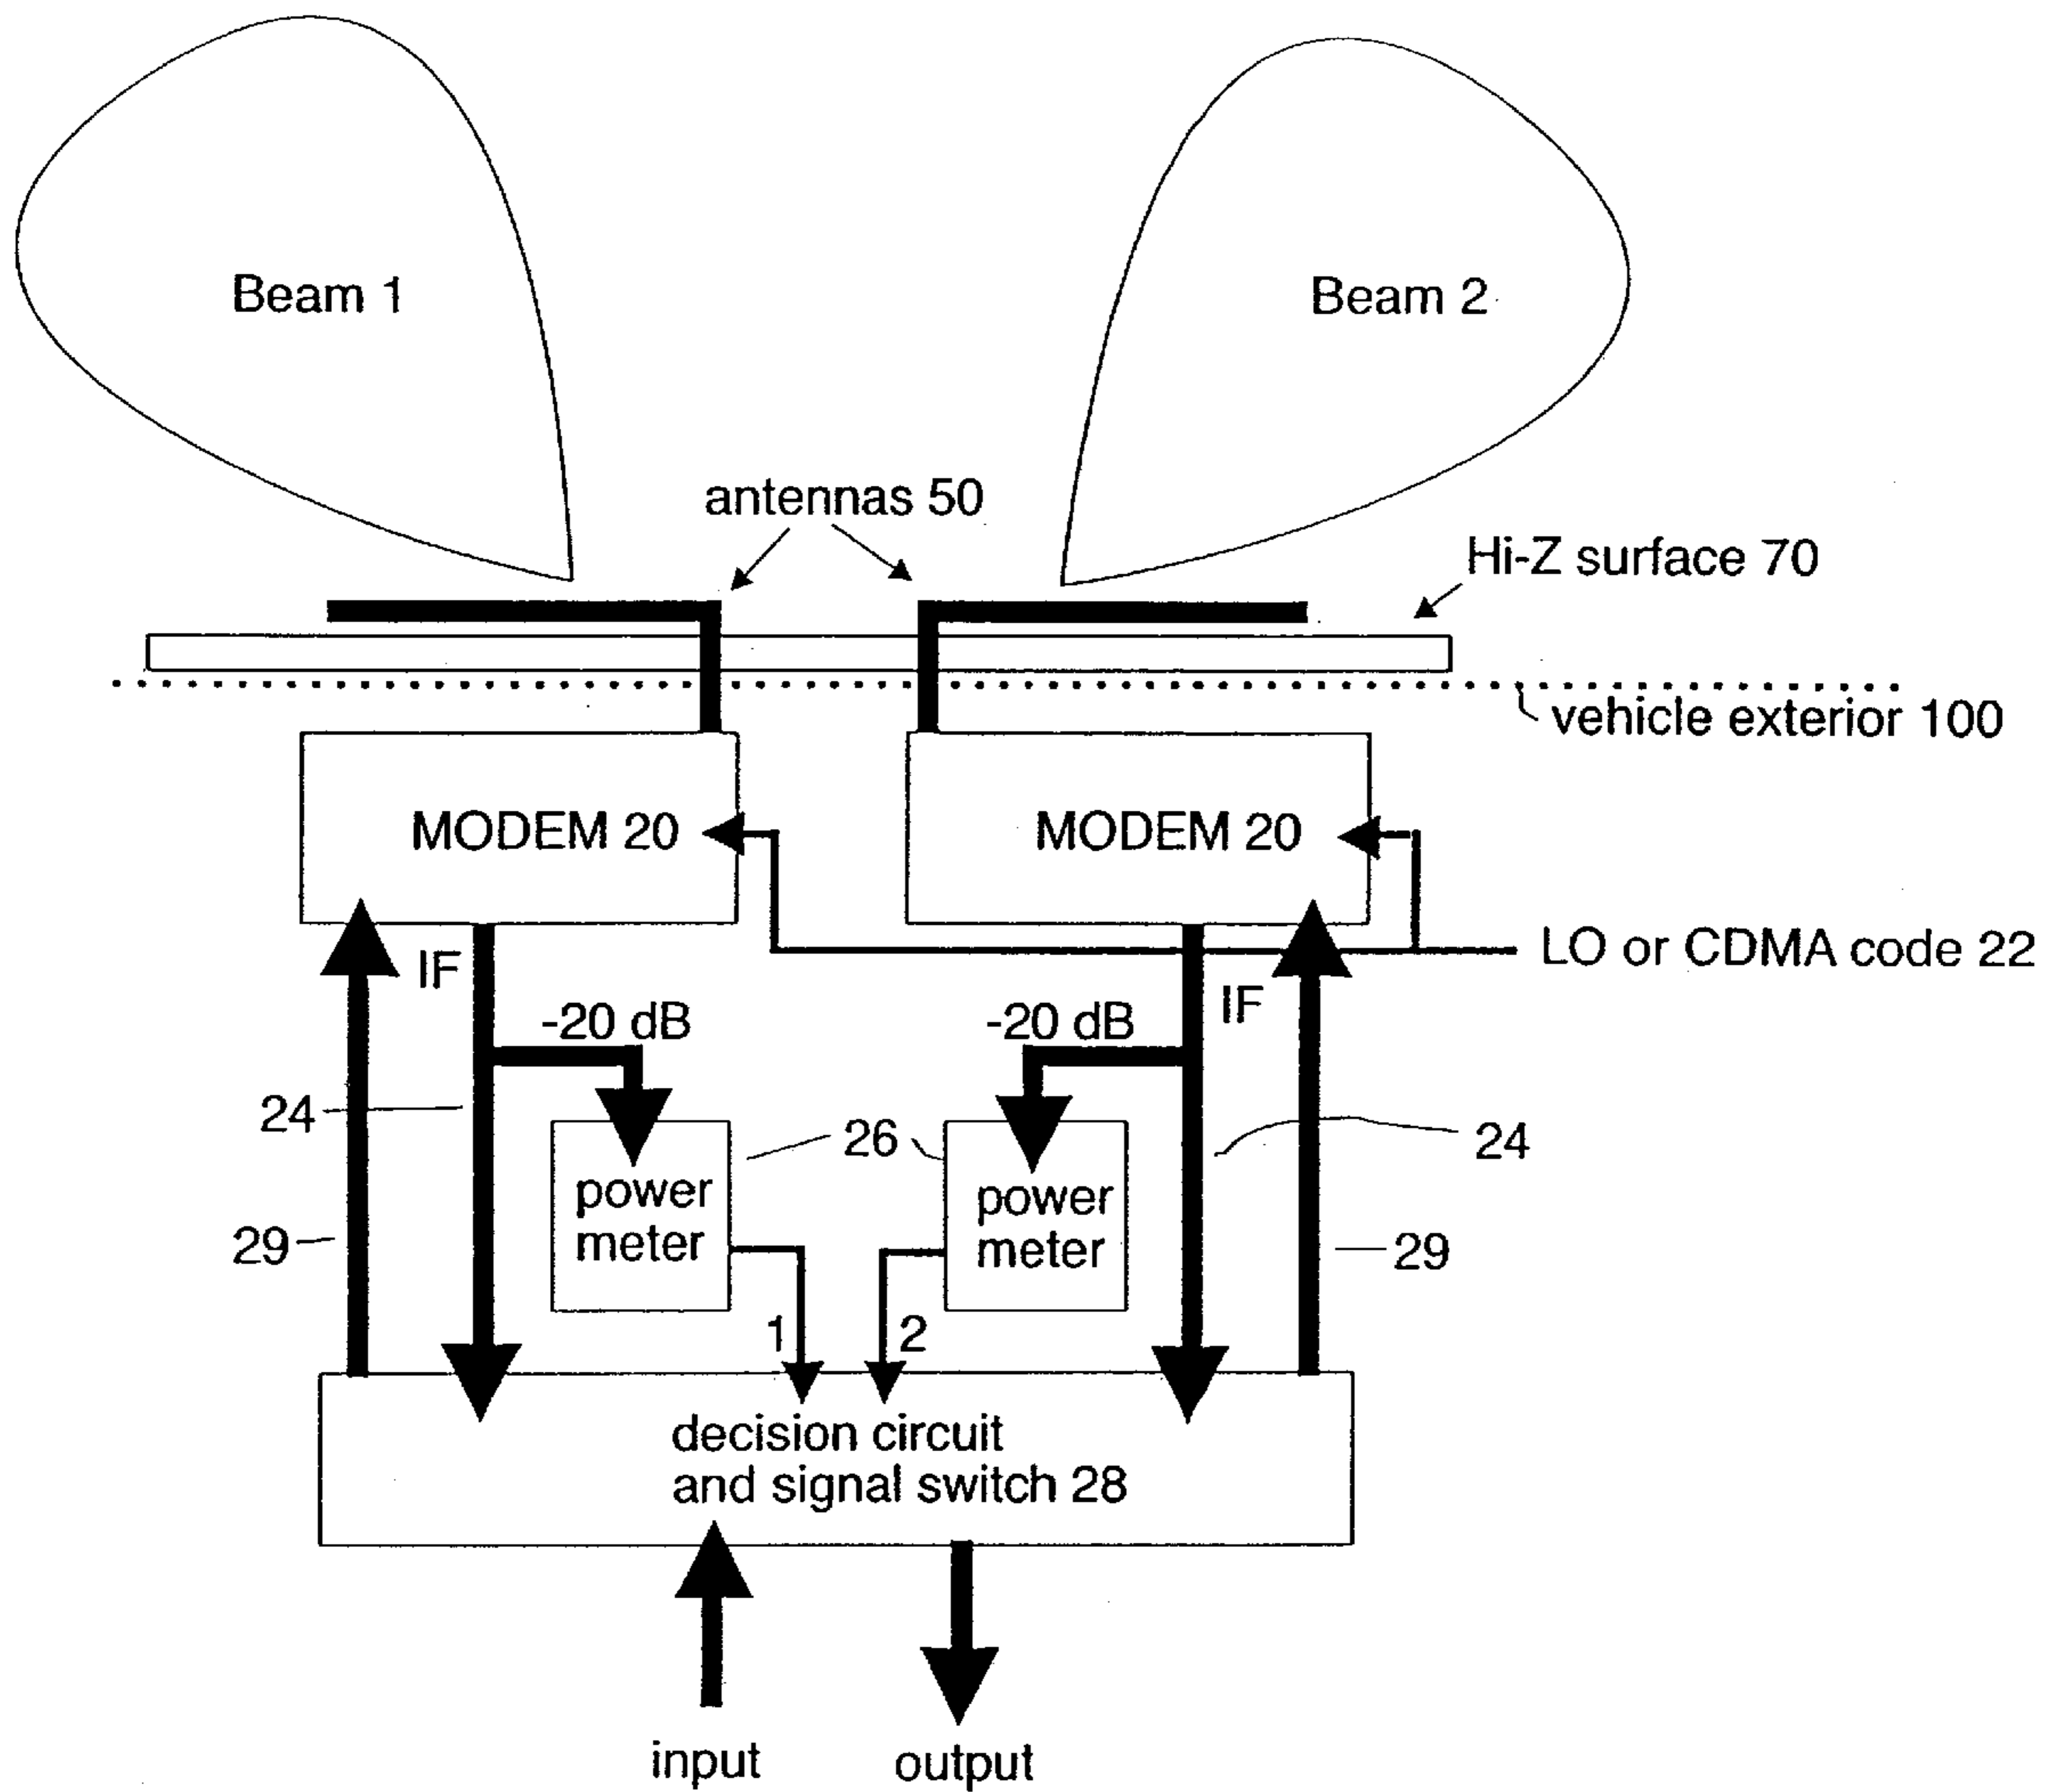 Beam 1
Beam 2
antennas 50
Hi-Z surface 70
vehicle exterior 100
MODEM 20
MODEM 20
LO or CDMA code 22
IF
IF
-20 dB
-20 dB
24
26
24
power
meter
power
meter
29
29
1
2
decision circuit
and signal switch 28
input
output